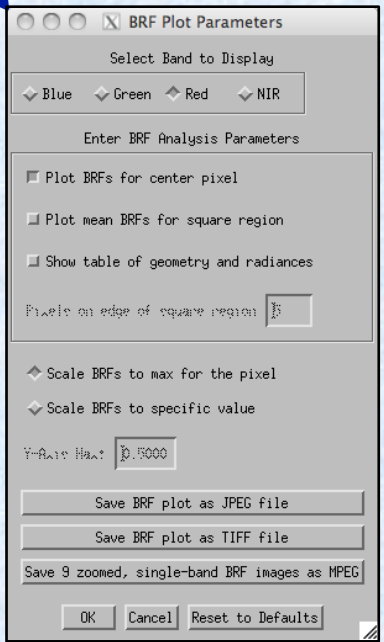 BRF Plot Parameters
Select Band to Display
Blue Green Red NIR
Enter BRF Analysis Parameters
Plot BRFs for center pixel
Plot mean BRFs for square region
Show table of geometry and radiances
Pixels on edge of square region 5
Scale BRFs to max for the pixel
Scale BRFs to specific value
Y-Axis Max: 0.5000
Save BRF plot as JPEG file
Save BRF plot as TIFF file
Save 9 zoomed, single-band BRF images as MPEG
OK Cancel Reset to Defaults